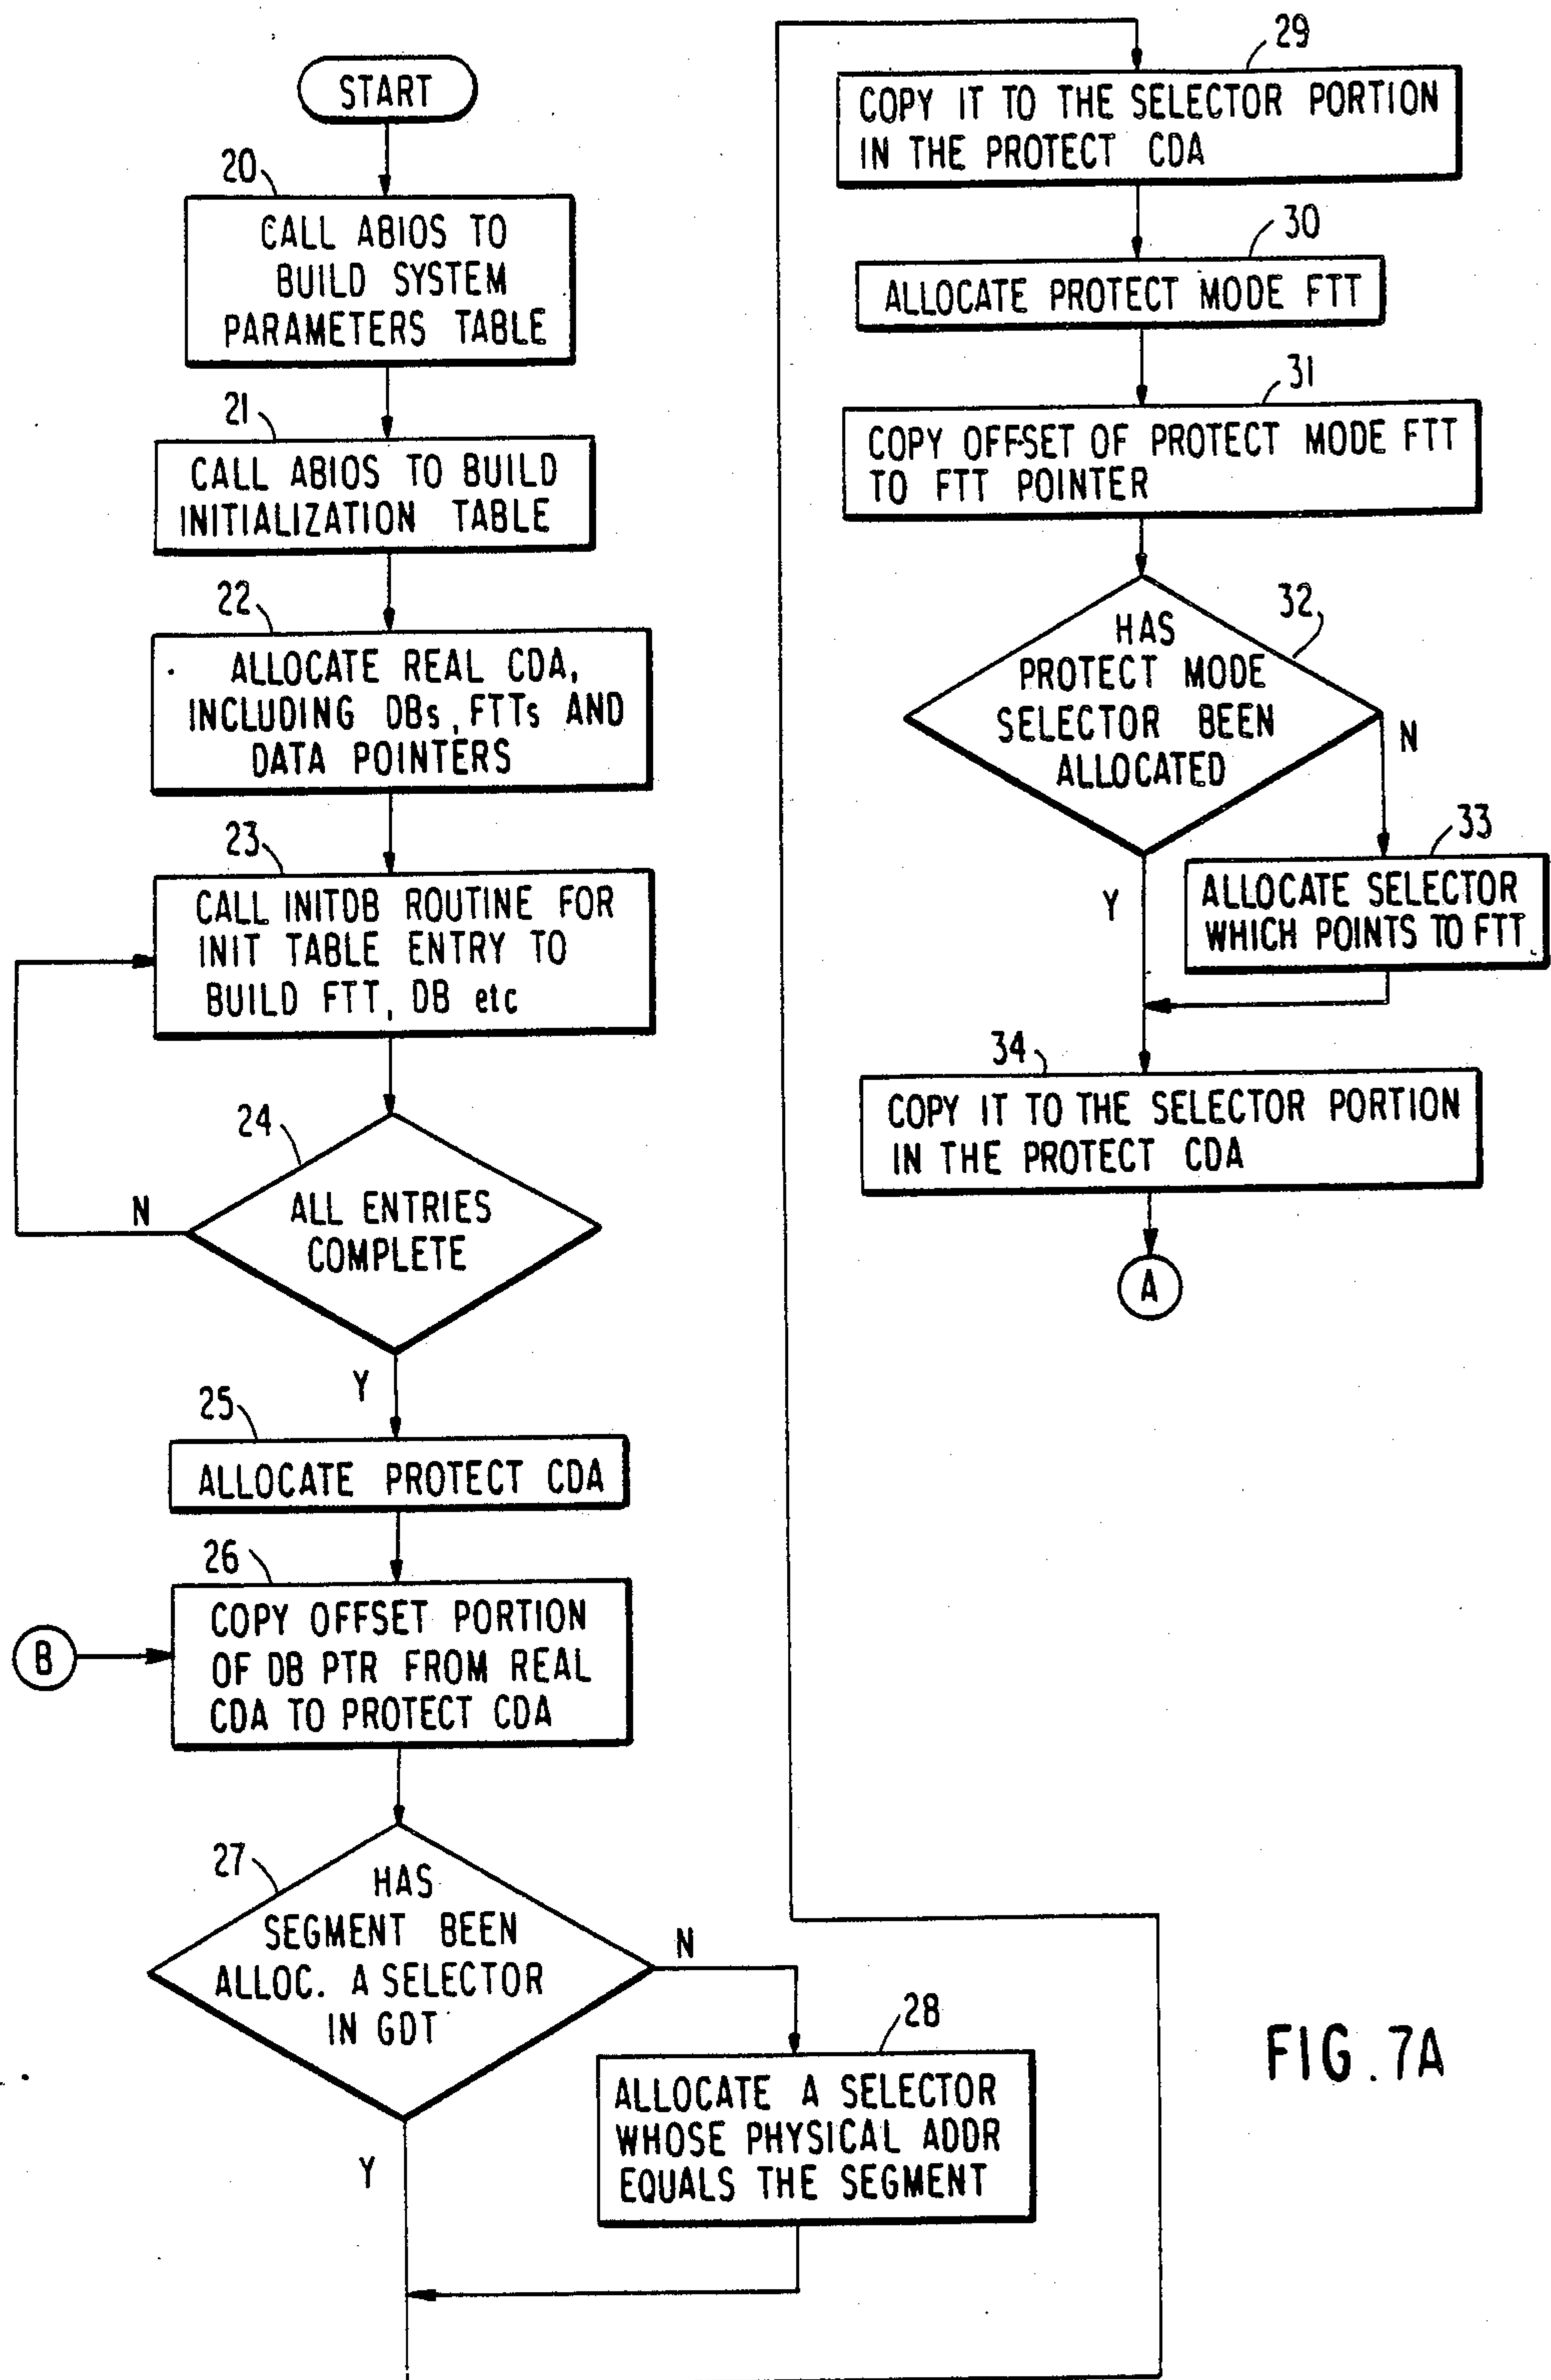 START
20
CALL ABIOS TO
BUILD SYSTEM
PARAMETERS TABLE
21
CALL ABIOS TO BUILD
INITIALIZATION TABLE
22
ALLOCATE REAL CDA,
INCLUDING DBs, FTTs AND
DATA POINTERS
23
CALL INITDB ROUTINE FOR
INIT TABLE ENTRY TO
BUILD FTT, DB etc
24
ALL ENTRIES
COMPLETE
N
Y
25
ALLOCATE PROTECT CDA
26
B
COPY OFFSET PORTION
OF DB PTR FROM REAL
CDA TO PROTECT CDA
27
HAS
SEGMENT BEEN
ALLOC. A SELECTOR
IN GDT
N
Y
28
ALLOCATE A SELECTOR
WHOSE PHYSICAL ADDR
EQUALS THE SEGMENT
29
COPY IT TO THE SELECTOR PORTION
IN THE PROTECT CDA
30
ALLOCATE PROTECT MODE FTT
31
COPY OFFSET OF PROTECT MODE FTT
TO FTT POINTER
32
HAS
PROTECT MODE
SELECTOR BEEN
ALLOCATED
N
Y
33
ALLOCATE SELECTOR
WHICH POINTS TO FTT
34
COPY IT TO THE SELECTOR PORTION
IN THE PROTECT CDA
A
FIG. 7A